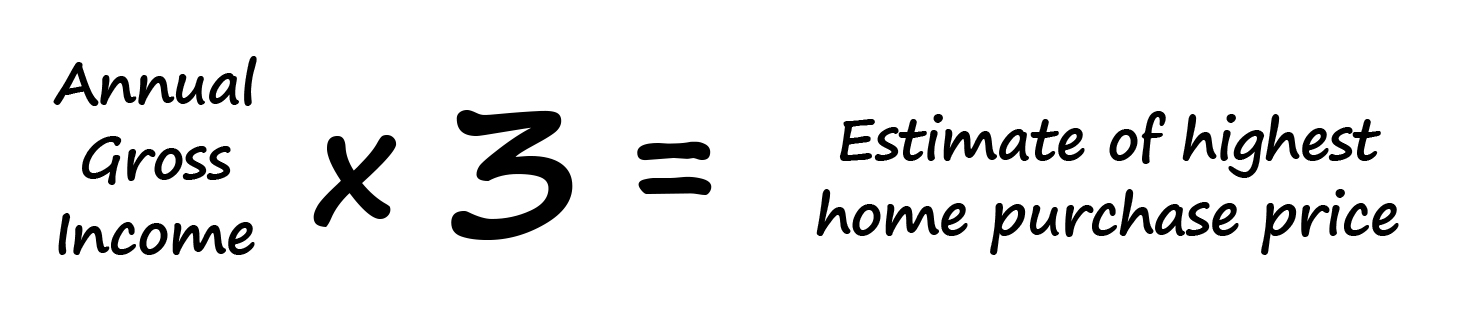 Annual
Gross
Income
x 3 =
Estimate of highest
home purchase price